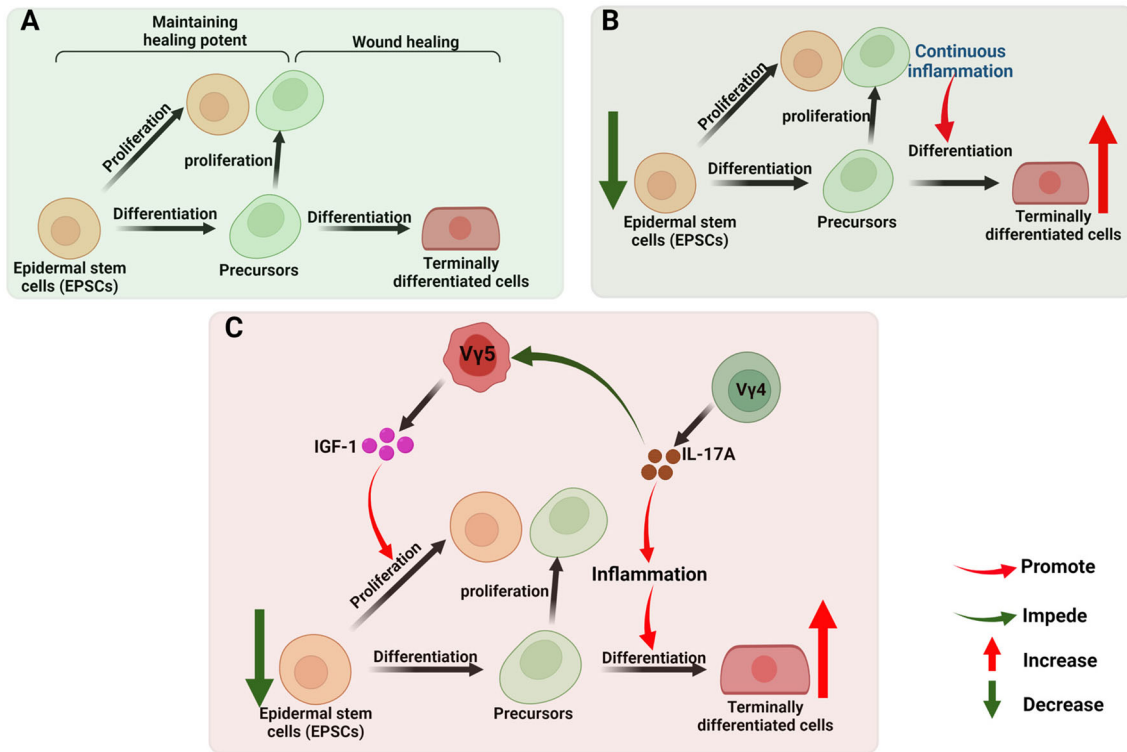 A
Maintaining
healing potent
Wound healing
Proliferation
proliferation
Differentiation
Differentiation
Epidermal stem
cells (EPSCs)
Precursors
Terminally
differentiated cells
B
Continuous
inflammation
Proliferation
proliferation
Differentiation
Differentiation
Epidermal stem
cells (EPSCs)
Precursors
Terminally
differentiated cells
C
Vγ5
Vγ4
IGF-1
IL-17A
Proliferation
proliferation
Inflammation
Differentiation
Differentiation
Epidermal stem
cells (EPSCs)
Precursors
Terminally
differentiated cells
Promote
Impede
Increase
Decrease